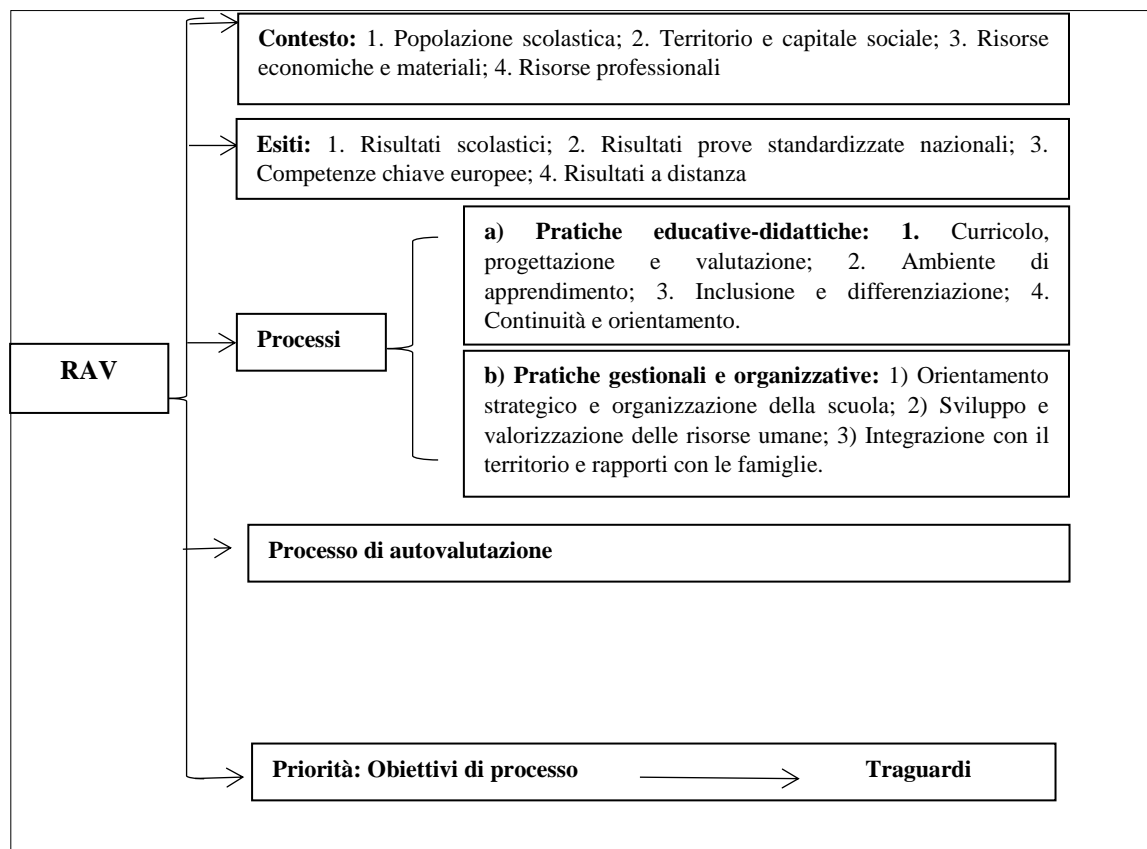 Contesto: 1. Popolazione scolastica; 2. Territorio e capitale sociale; 3. Risorse
economiche e materiali; 4. Risorse professionali
Esiti: 1. Risultati scolastici; 2. Risultati prove standardizzate nazionali; 3.
Competenze chiave europee; 4. Risultati a distanza
a) Pratiche educative-didattiche: 1. Curricolo,
progettazione e valutazione; 2. Ambiente di
apprendimento; 3. Inclusione e differenziazione; 4.
Continuità e orientamento.
Processi
RAV
b) Pratiche gestionali e organizzative: 1) Orientamento
strategico e organizzazione della scuola; 2) Sviluppo e
valorizzazione delle risorse umane; 3) Integrazione con il
territorio e rapporti con le famiglie.
Processo di autovalutazione
Priorità: Obiettivi di processo Traguardi